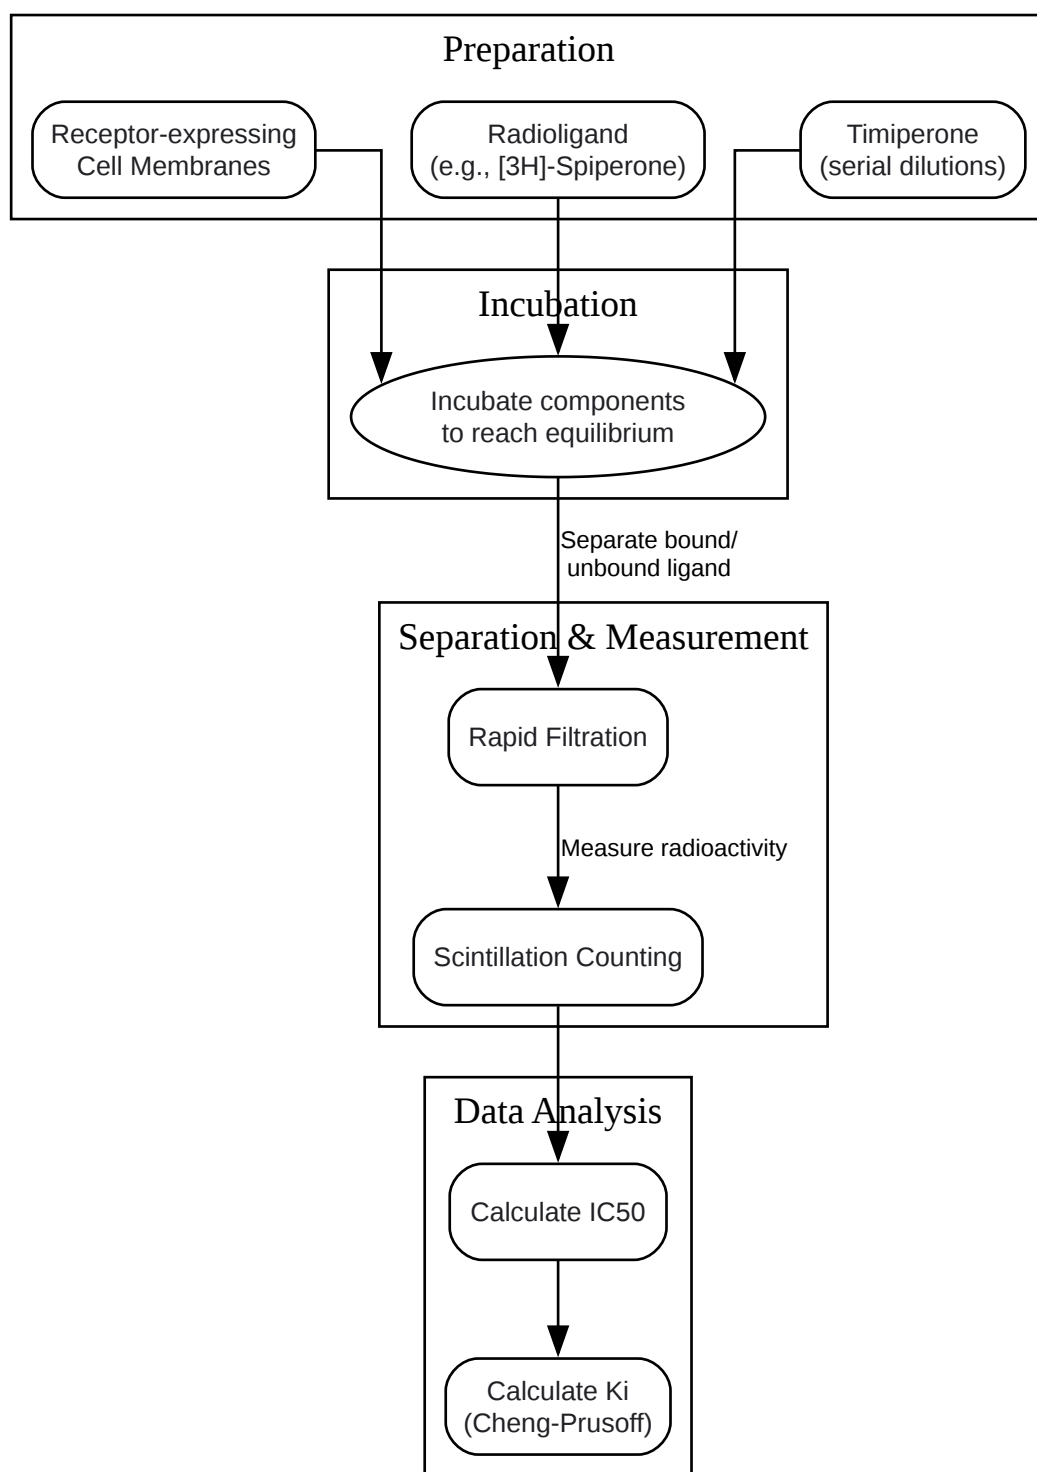 Preparation
Receptor-expressing
Cell Membranes
Radioligand
(e.g., [3H]-Spiperone)
Timiperone
(serial dilutions)
Incubation
Incubate components
to reach equilibrium
Separate bound/
unbound ligand
Separation & Measurement
Rapid Filtration
Measure radioactivity
Scintillation Counting
Data Analysis
Calculate IC50
Calculate Ki
(Cheng-Prusoff)